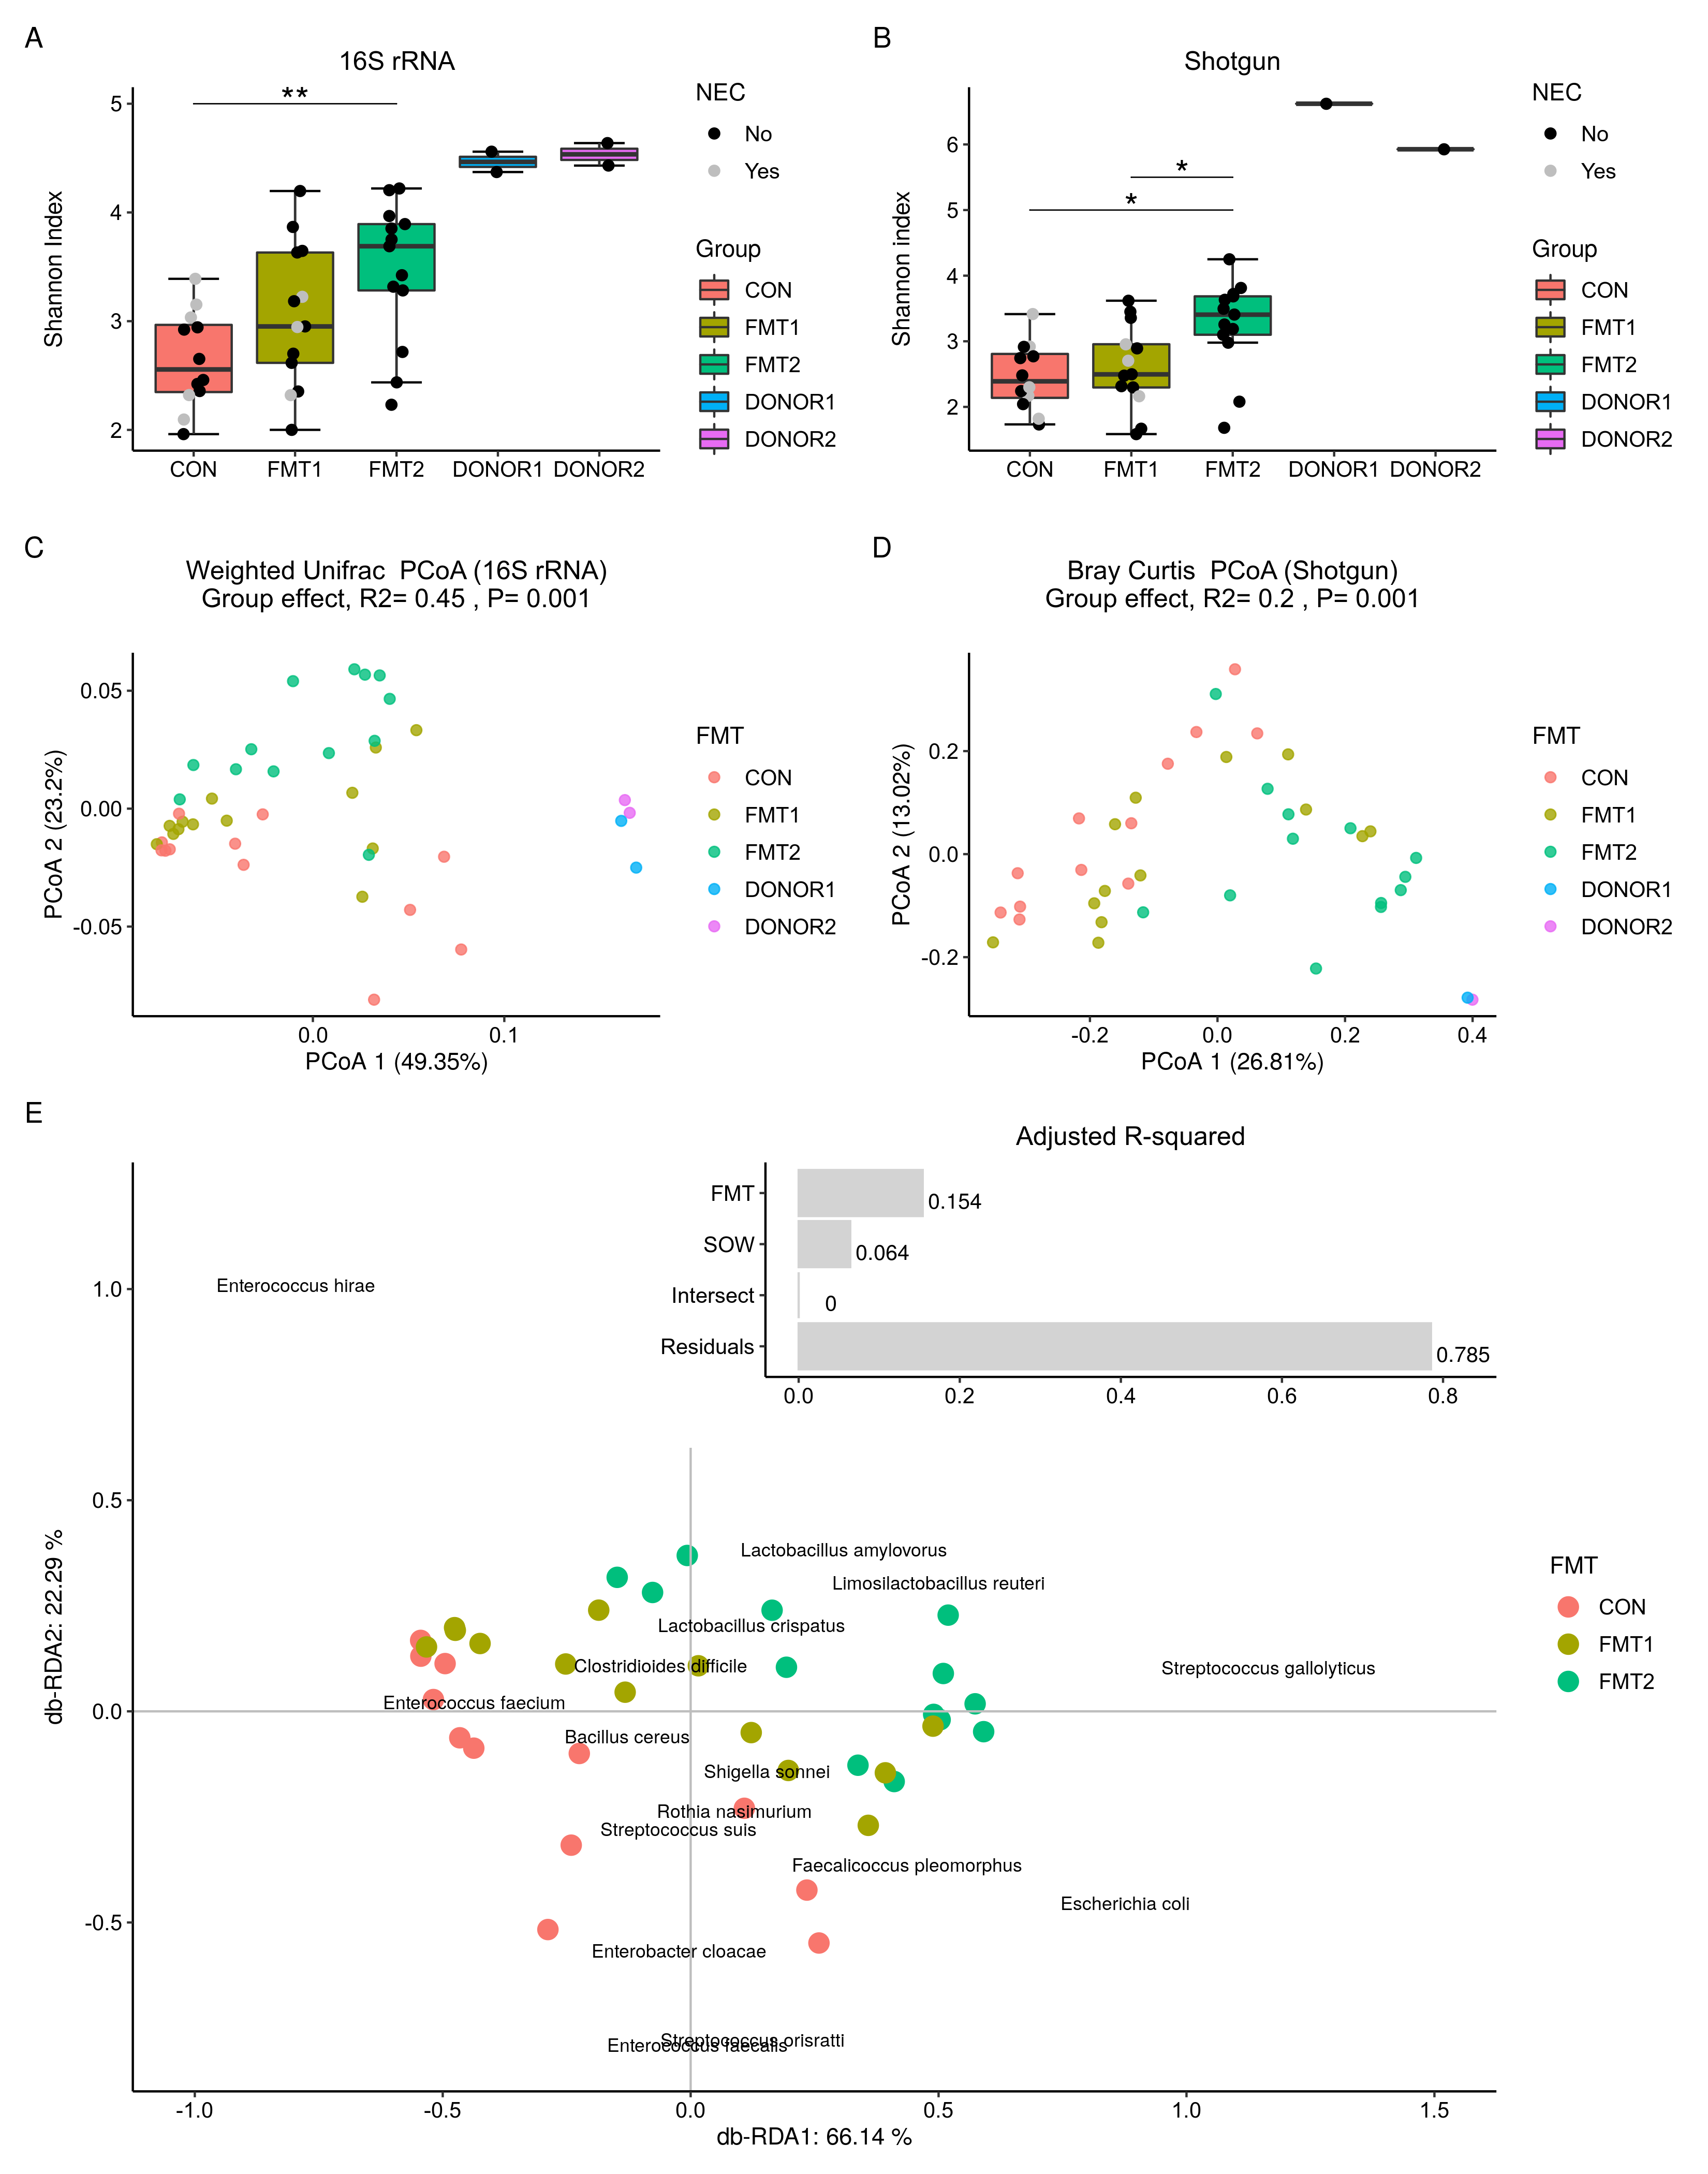 A
16S rRNA
**
5
4
3
2
Shannon Index
CON
FMT1
FMT2
DONOR1
DONOR2
NEC
No
Yes
Group
CON
FMT1
FMT2
DONOR1
DONOR2
B
Shotgun
*
*
6
5
4
3
2
Shannon index
CON
FMT1
FMT2
DONOR1
DONOR2
NEC
No
Yes
Group
CON
FMT1
FMT2
DONOR1
DONOR2
C
Weighted Unifrac PCoA (16S rRNA)
Group effect, R2= 0.45 , P= 0.001
0.05
0.00
-0.05
PCoA 2 (23.2%)
0.0
0.1
PCoA 1 (49.35%)
FMT
CON
FMT1
FMT2
DONOR1
DONOR2
D
Bray Curtis PCoA (Shotgun)
Group effect, R2= 0.2 , P= 0.001
0.2
0.0
-0.2
PCoA 2 (13.02%)
-0.2
0.0
0.2
0.4
PCoA 1 (26.81%)
FMT
CON
FMT1
FMT2
DONOR1
DONOR2
E
Adjusted R-squared
FMT
0.154
SOW
0.064
Intersect
0
Residuals
0.785
0.0
0.2
0.4
0.6
0.8
1.0
0.5
0.0
-0.5
db-RDA2: 22.29 %
Enterococcus hirae
Lactobacillus amylovorus
Limosilactobacillus reuteri
Lactobacillus crispatus
Clostridioides difficile
Streptococcus gallolyticus
Enterococcus faecium
Bacillus cereus
Shigella sonnei
Rothia nasimurium
Streptococcus suis
Faecalicoccus pleomorphus
Escherichia coli
Enterobacter cloacae
Streptococcus orisratti
Enterococcus faecalis
-1.0
-0.5
0.0
0.5
1.0
1.5
db-RDA1: 66.14 %
FMT
CON
FMT1
FMT2